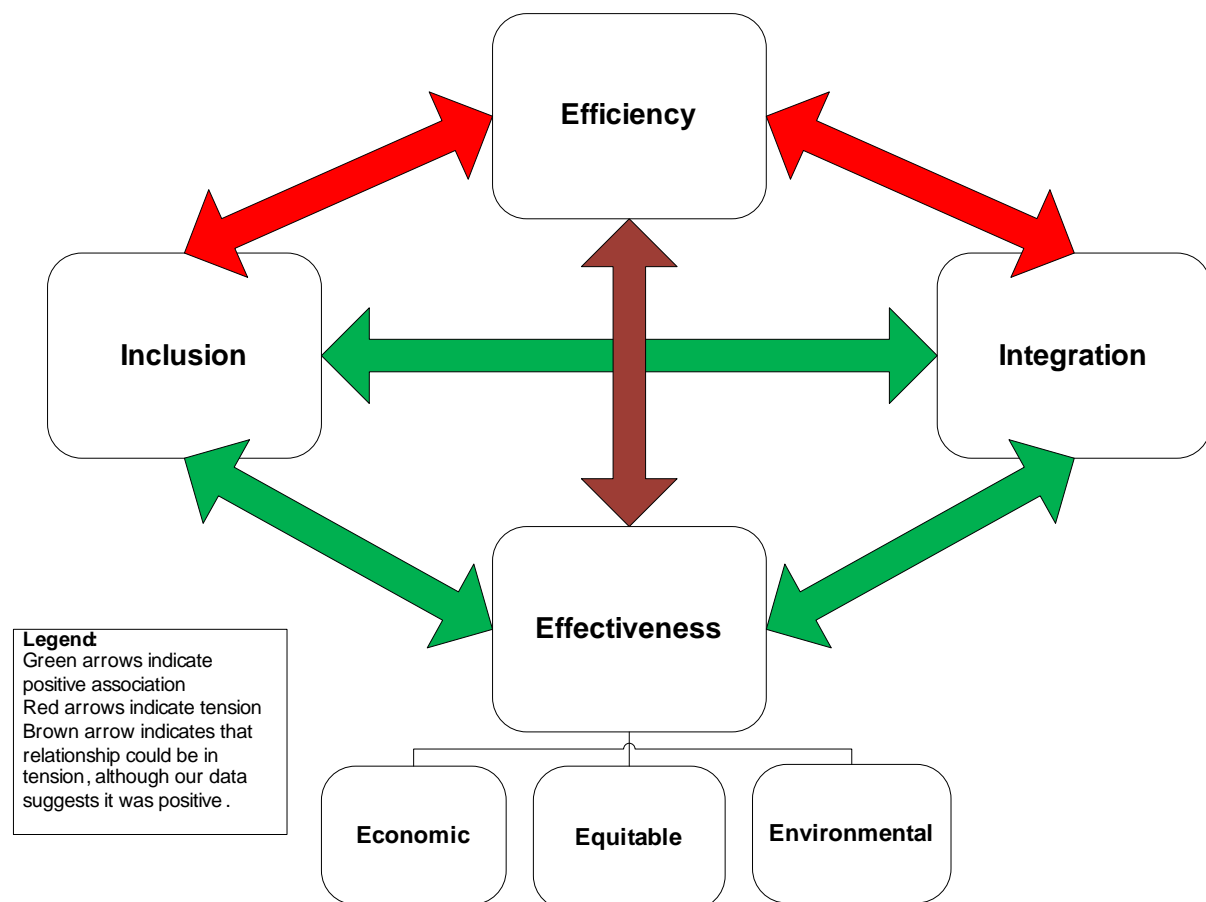 Efficiency
Inclusion
Integration
Effectiveness
Legend:
Green arrows indicate
positive association
Red arrows indicate tension
Brown arrow indicates that
relationship could be in
tension, although our data
suggests it was positive .
Economic
Equitable
Environmental